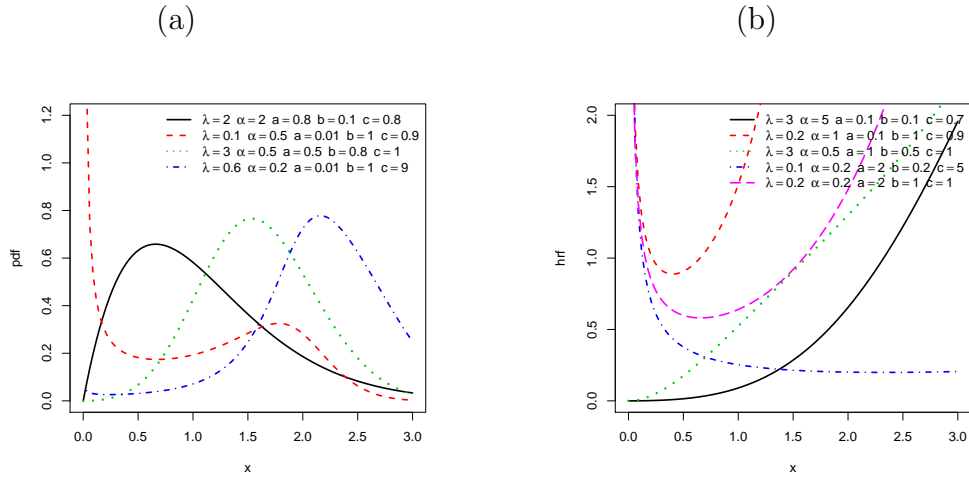 (a)
1.2
1.0
0.8
0.6
0.4
0.2
0.0
pdf
λ=2 α=2 a=0.8 b=0.1 c=0.8
λ=0.1 α=0.5 a=0.01 b=1 c=0.9
λ=3 α=0.5 a=0.5 b=0.8 c=1
λ=0.6 α=0.2 a=0.01 b=1 c=9
0.0 0.5 1.0 1.5 2.0 2.5 3.0
x
(b)
2.0
1.5
1.0
0.5
0.0
hrf
λ=3 α=5 a=0.1 b=0.1 c=0.7
λ=0.2 α=1 a=0.1 b=1 c=0.9
λ=3 α=0.5 a=1 b=0.5 c=1
λ=0.1 α=0.2 a=2 b=0.2 c=5
λ=0.2 α=0.2 a=2 b=1 c=1
0.0 0.5 1.0 1.5 2.0 2.5 3.0
x